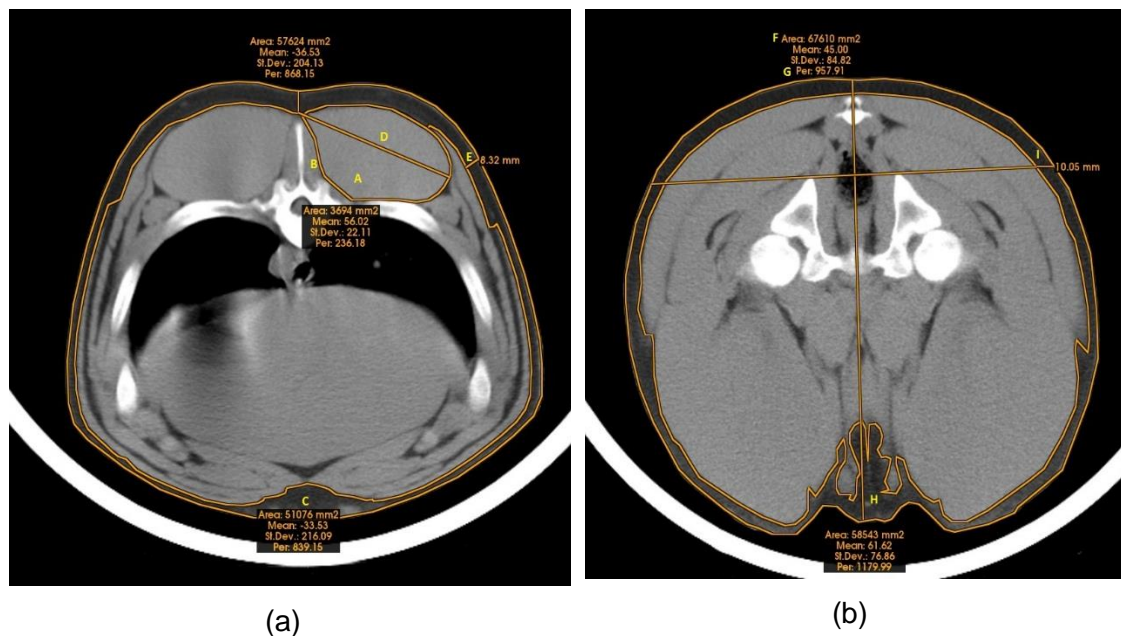 Area: 57624 mm2
Mean: -36.53
St.Dev.: 204.13
Per: 868.15
D
E
8.32 mm
B
A
Area: 3694 mm2
Mean: 56.02
St.Dev.: 22.11
Per: 236.18
C
Area: 51076 mm2
Mean: -33.53
St.Dev.: 216.09
Per: 839.15
(a)
F Area: 67610 mm2
Mean: 45.00
St.Dev.: 84.82
G Per: 957.91
I
10.05 mm
H
Area: 58543 mm2
Mean: 61.62
St.Dev.: 76.86
Per: 1179.99
(b)